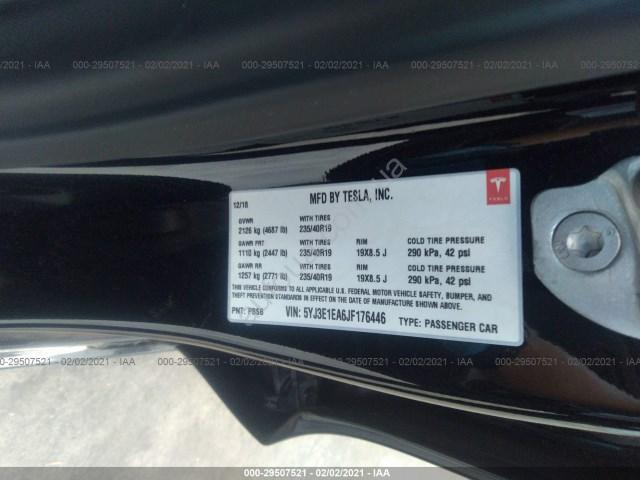 000-29507521 - 02/02/2021 - IAA
MFD BY TESLA, INC.
12/18
TESLA
GVWR WITH TIRES
2126 kg (4687 lb) 235/40R19
GAWR FRT WITH TIRES RIM COLD TIRE PRESSURE
1110 kg (2447 lb) 235/40R19 19X8.5 J 290 kPa, 42 psi
GAWR RR WITH TIRES RIM COLD TIRE PRESSURE
1257 kg (2771 lb) 235/40R19 19X8.5 J 290 kPa, 42 psi
THIS VEHICLE CONFORMS TO ALL U.S. FEDERAL MOTOR VEHICLE SAFETY, BUMPER, AND
THEFT PREVENTION STANDARDS IN EFFECT ON THE DATE OF MANUFACTURE SHOWN ABOVE.
PNT: PBSB VIN: 5YJ3E1EA6JF176446 TYPE: PASSENGER CAR
000-29507521 - 02/02/2021 - IAA